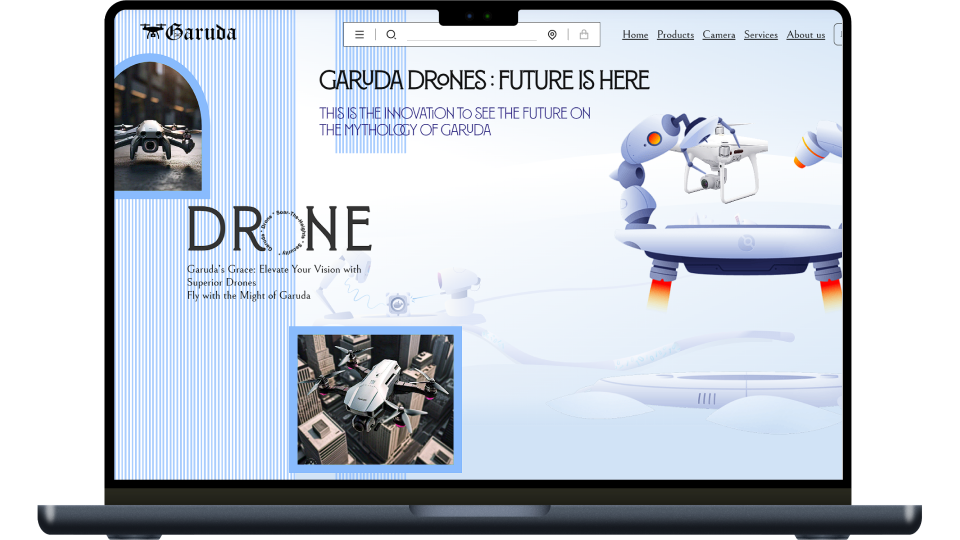 Garuda
Home Products Camera Services About us
GARUDA DRONES : FUTURE IS HERE
THIS IS THE INNOVATION TO SEE THE FUTURE ON
THE MYTHOLOGY OF GARUDA
DRONE
Garuda's Grace: Elevate Your Vision with
Superior Drones
Fly with the Might of Garuda